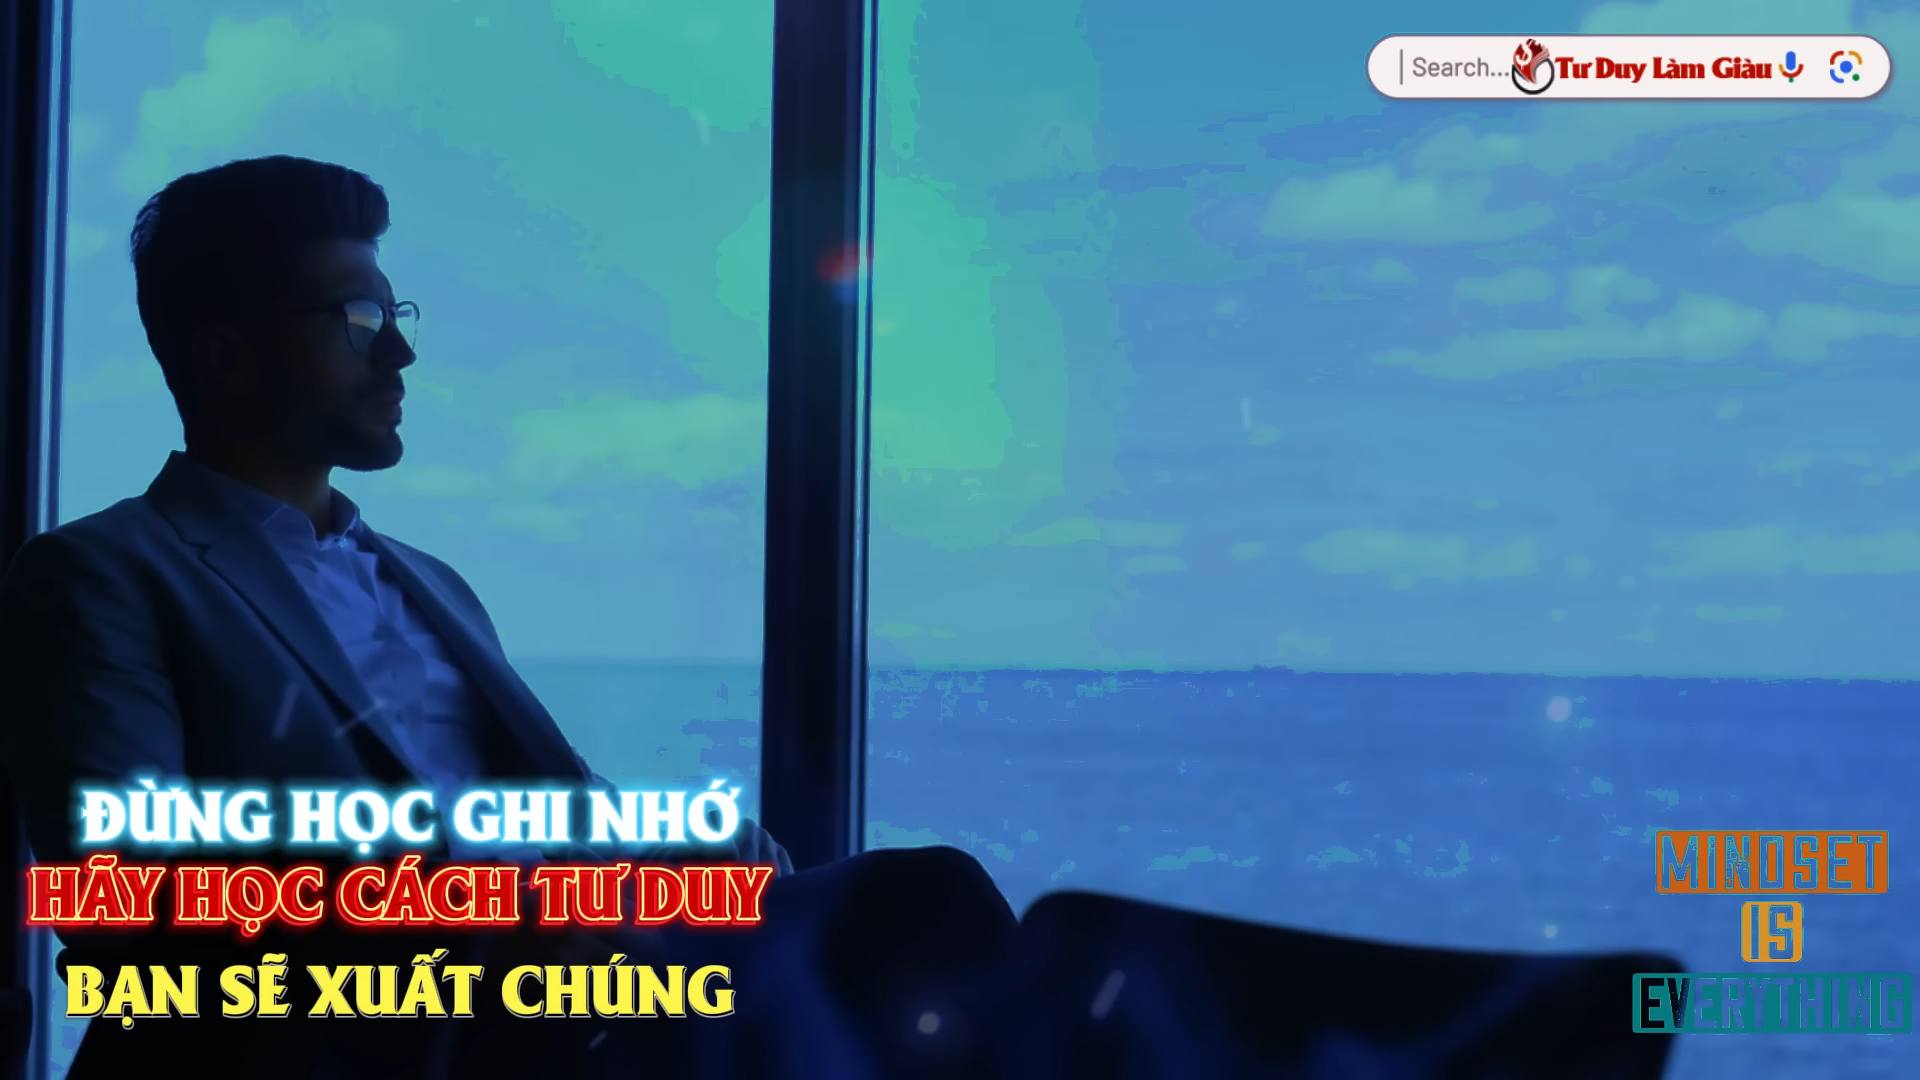 Search... Tư Duy Làm Giàu
ĐỪNG HỌC GHI NHỚ
HÃY HỌC CÁCH TƯ DUY
BẠN SẼ XUẤT CHÚNG
MINDSET
IS
EVERYTHING